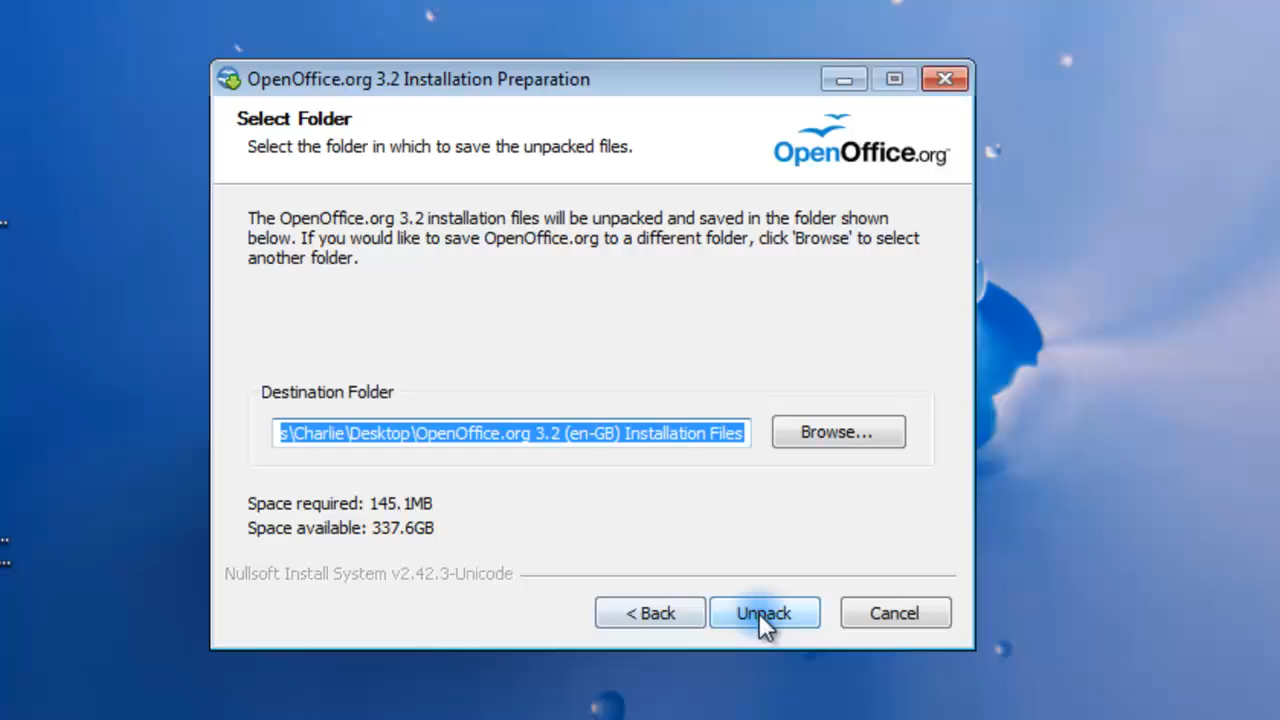 OpenOffice.org 3.2 Installation Preparation
Select Folder
Select the folder in which to save the unpacked files.
OpenOffice.org
The OpenOffice.org 3.2 installation files will be unpacked and saved in the folder shown
below. If you would like to save OpenOffice.org to a different folder, click 'Browse' to select
another folder.
Destination Folder
s\Charlie\Desktop\OpenOffice.org 3.2 (en-GB) Installation Files
Browse...
Space required: 145.1MB
Space available: 337.6GB
Nullsoft Install System v2.42.3-Unicode
< Back
Unpack
Cancel